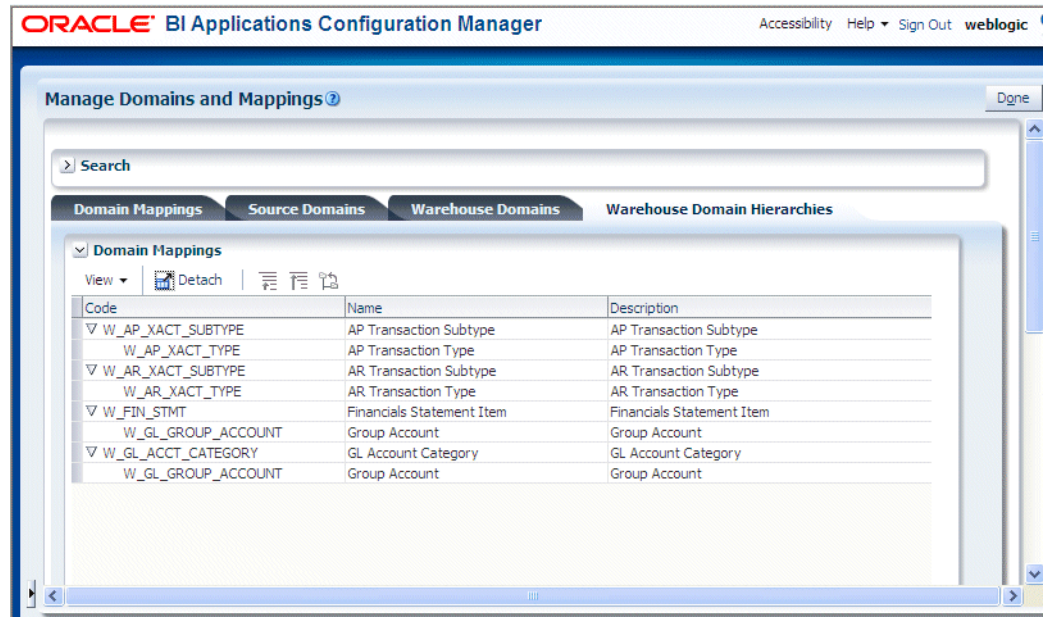 ORACLE® BI Applications Configuration Manager Accessibility Help Sign Out weblogic
Manage Domains and Mappings Done
Search
Domain Mappings Source Domains Warehouse Domains Warehouse Domain Hierarchies
Domain Mappings
View Detach
Code Name Description
W_AP_XACT_SUBTYPE AP Transaction Subtype AP Transaction Subtype
W_AP_XACT_TYPE AP Transaction Type AP Transaction Type
W_AR_XACT_SUBTYPE AR Transaction Subtype AR Transaction Subtype
W_AR_XACT_TYPE AR Transaction Type AR Transaction Type
W_FIN_STMT Financials Statement Item Financials Statement Item
W_GL_GROUP_ACCOUNT Group Account Group Account
W_GL_ACCT_CATEGORY GL Account Category GL Account Category
W_GL_GROUP_ACCOUNT Group Account Group Account